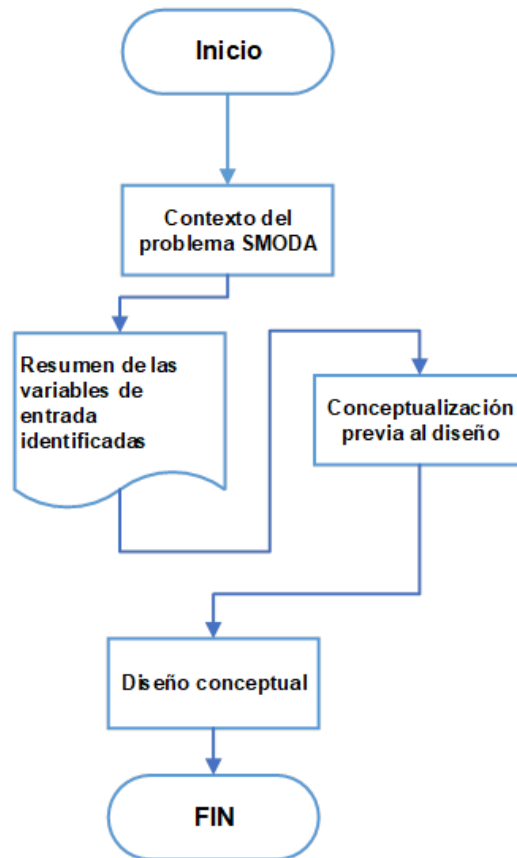 Inicio
Contexto del
problema SMODA
Resumen de las
variables de
entrada
identificadas
Conceptualización
previa al diseño
Diseño conceptual
FIN